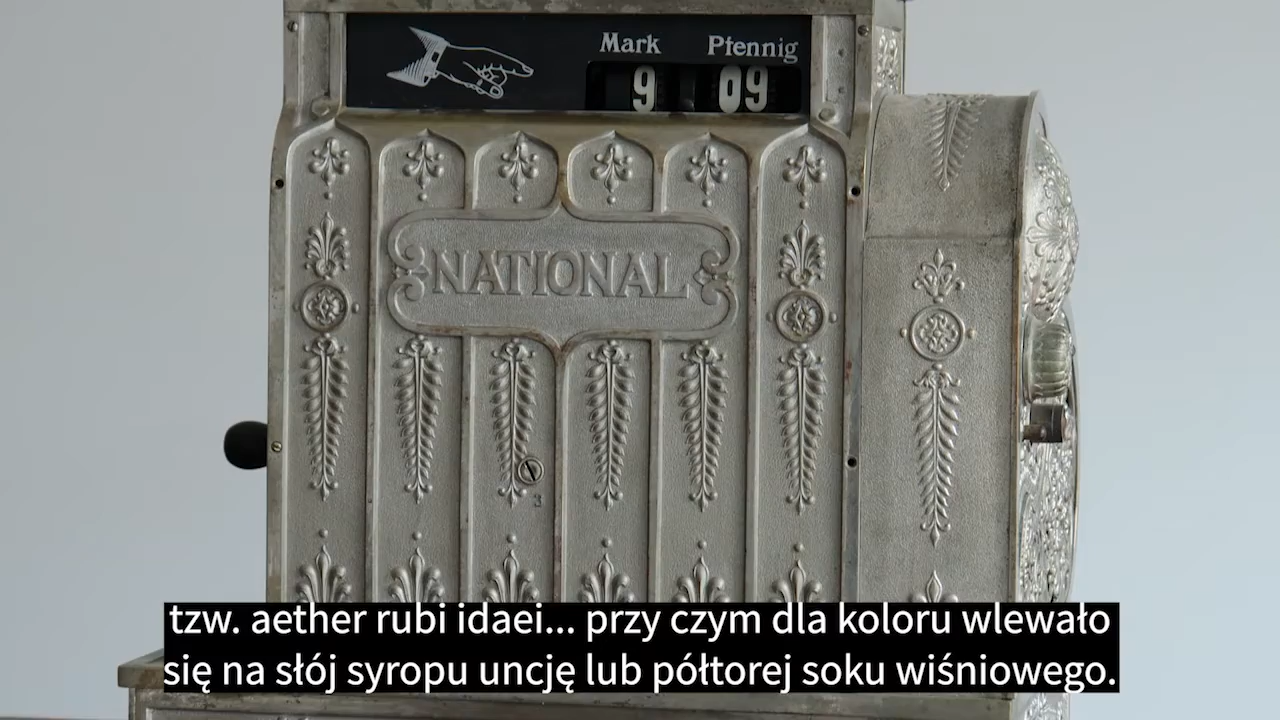 Mark Pfennig
9 09
NATIONAL
3
tzw. aether rubi idaei... przy czym dla koloru wlewało
się na słój syropu uncję lub półtorej soku wiśniowego.